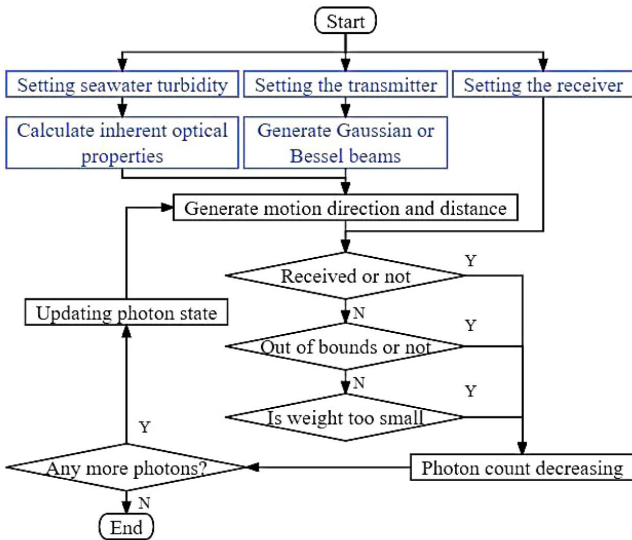 Start
Setting seawater turbidity
Setting the transmitter
Setting the receiver
Calculate inherent optical
properties
Generate Gaussian or
Bessel beams
Generate motion direction and distance
Y
Received or not
Updating photon state
N
Y
Out of bounds or not
N
Y
Is weight too small
Y
Any more photons?
Photon count decreasing
N
End